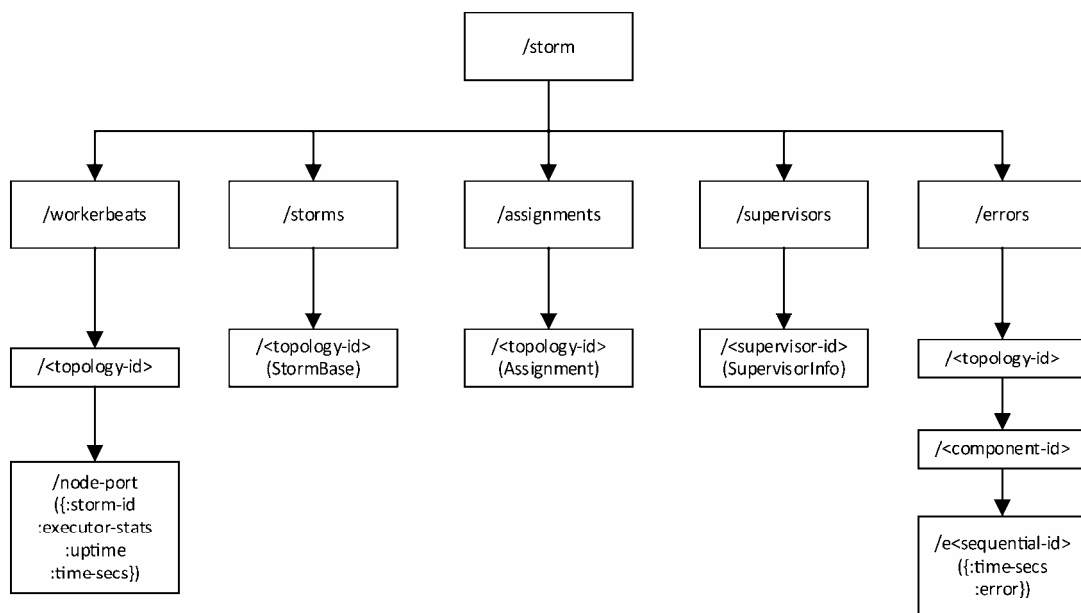 /storm
/workerbeats
/storms
/assignments
/supervisors
/errors
/<topology-id>
/<topology-id>
(StormBase)
/<topology-id>
(Assignment)
/<supervisor-id>
(SupervisorInfo)
/<topology-id>
/<component-id>
/node-port
({:storm-id
:executor-stats
:uptime
:time-secs})
/e<sequential-id>
({:time-secs
:error})